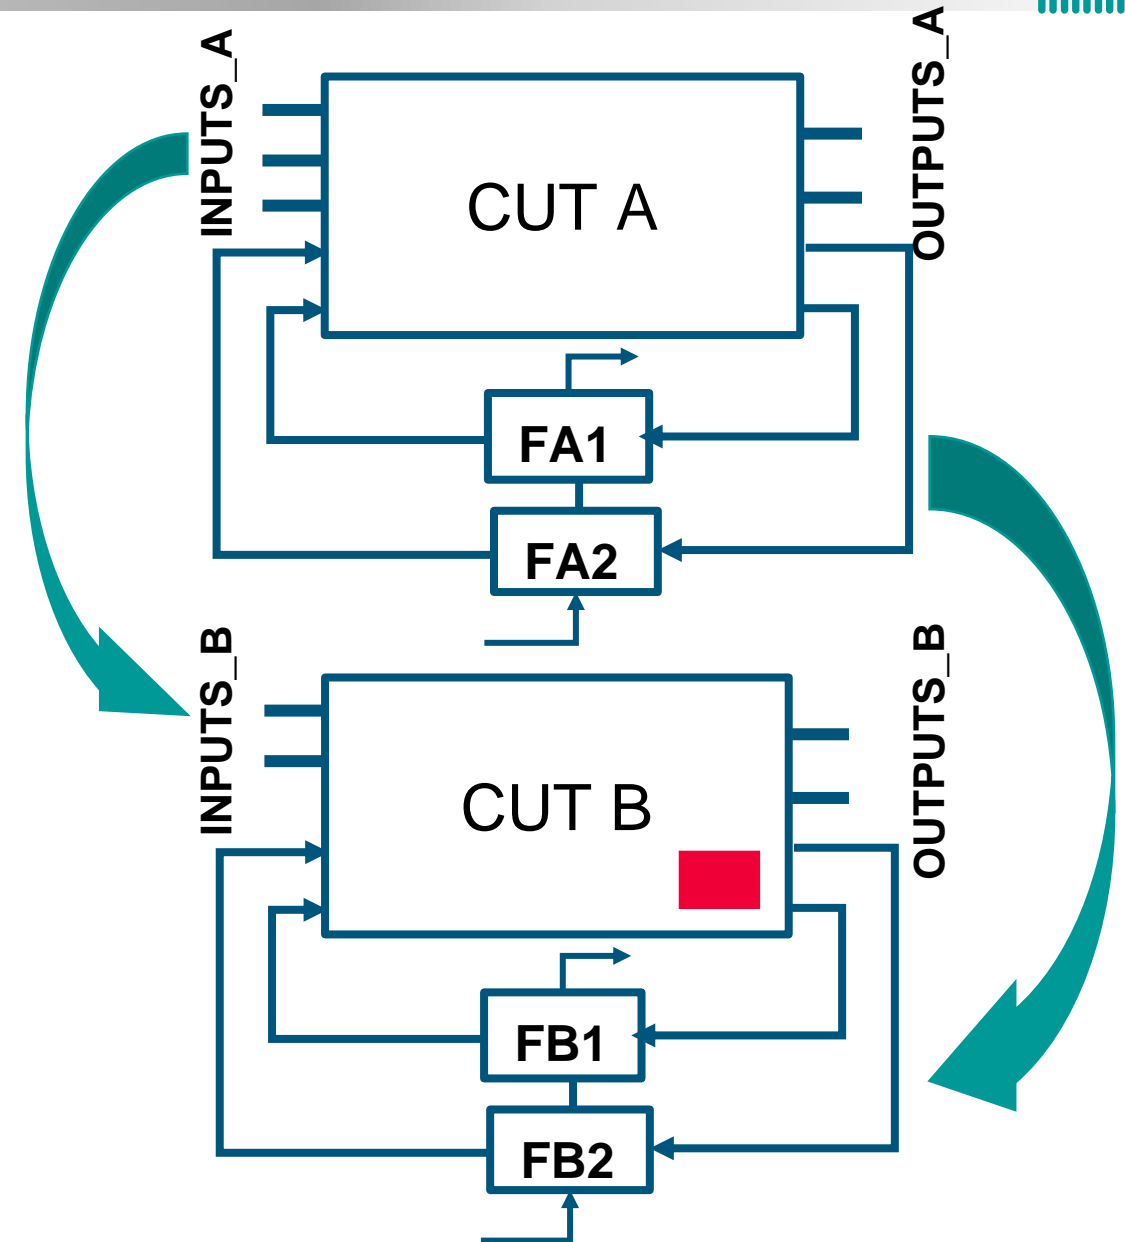 INPUTS_A
OUTPUTS_A
CUT A
FA1
FA2
INPUTS_B
OUTPUTS_B
CUT B
FB1
FB2